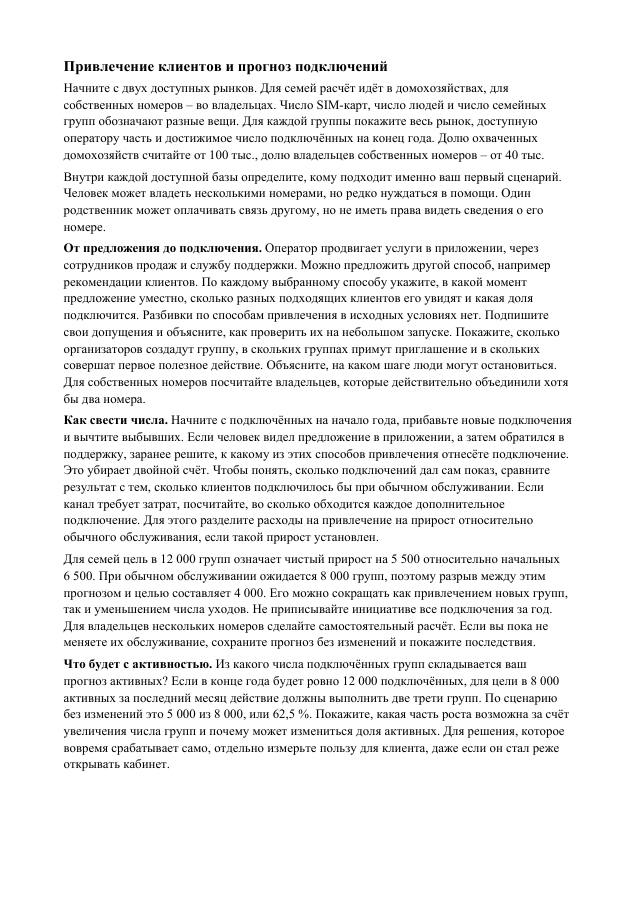 Привлечение клиентов и прогноз подключений
Начните с двух доступных рынков. Для семей расчёт идёт в домохозяйствах, для
собственных номеров – во владельцах. Число SIM-карт, число людей и число семейных
групп обозначают разные вещи. Для каждой группы покажите весь рынок, доступную
оператору часть и достижимое число подключённых на конец года. Долю охваченных
домохозяйств считайте от 100 тыс., долю владельцев собственных номеров – от 40 тыс.
Внутри каждой доступной базы определите, кому подходит именно ваш первый сценарий.
Человек может владеть несколькими номерами, но редко нуждаться в помощи. Один
родственник может оплачивать связь другому, но не иметь права видеть сведения о его
номере.
От предложения до подключения. Оператор продвигает услуги в приложении, через
сотрудников продаж и службу поддержки. Можно предложить другой способ, например
рекомендации клиентов. По каждому выбранному способу укажите, в какой момент
предложение уместно, сколько разных подходящих клиентов его увидят и какая доля
подключится. Разбивки по способам привлечения в исходных условиях нет. Подпишите
свои допущения и объясните, как проверить их на небольшом запуске. Покажите, сколько
организаторов создадут группу, в скольких группах примут приглашение и в скольких
совершат первое полезное действие. Объясните, на каком шаге люди могут остановиться.
Для собственных номеров посчитайте владельцев, которые действительно объединили хотя
бы два номера.
Как свести числа. Начните с подключённых на начало года, прибавьте новые подключения
и вычтите выбывших. Если человек видел предложение в приложении, а затем обратился в
поддержку, заранее решите, к какому из этих способов привлечения отнесёте подключение.
Это убирает двойной счёт. Чтобы понять, сколько подключений дал сам показ, сравните
результат с тем, сколько клиентов подключилось бы при обычном обслуживании. Если
канал требует затрат, посчитайте, во сколько обходится каждое дополнительное
подключение. Для этого разделите расходы на привлечение на прирост относительно
обычного обслуживания, если такой прирост установлен.
Для семей цель в 12 000 групп означает чистый прирост на 5 500 относительно начальных
6 500. При обычном обслуживании ожидается 8 000 групп, поэтому разрыв между этим
прогнозом и целью составляет 4 000. Его можно сокращать как привлечением новых групп,
так и уменьшением числа уходов. Не приписывайте инициативе все подключения за год.
Для владельцев нескольких номеров сделайте самостоятельный расчёт. Если вы пока не
меняете их обслуживание, сохраните прогноз без изменений и покажите последствия.
Что будет с активностью. Из какого числа подключённых групп складывается ваш
прогноз активных? Если в конце года будет ровно 12 000 подключённых, для цели в 8 000
активных за последний месяц действие должны выполнить две трети групп. По сценарию
без изменений это 5 000 из 8 000, или 62,5 %. Покажите, какая часть роста возможна за счёт
увеличения числа групп и почему может измениться доля активных. Для решения, которое
вовремя срабатывает само, отдельно измерьте пользу для клиента, даже если он стал реже
открывать кабинет.